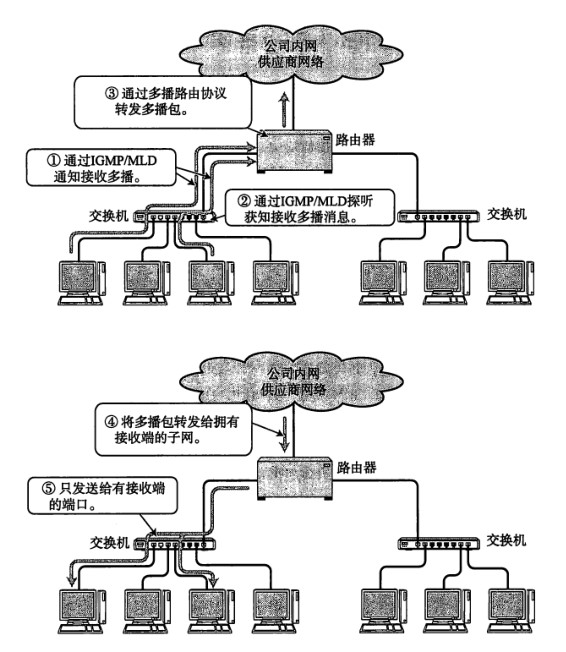 公司内网
供应商网络
③ 通过多播路由协议
转发多播包。
路由器
① 通过IGMP/MLD
通知接收多播。
② 通过IGMP/MLD探听
获知接收多播消息。
交换机
交换机
公司内网
供应商网络
④ 将多播包转发给拥有
接收端的子网。
路由器
⑤ 只发送给有接收端
的端口。
交换机
交换机